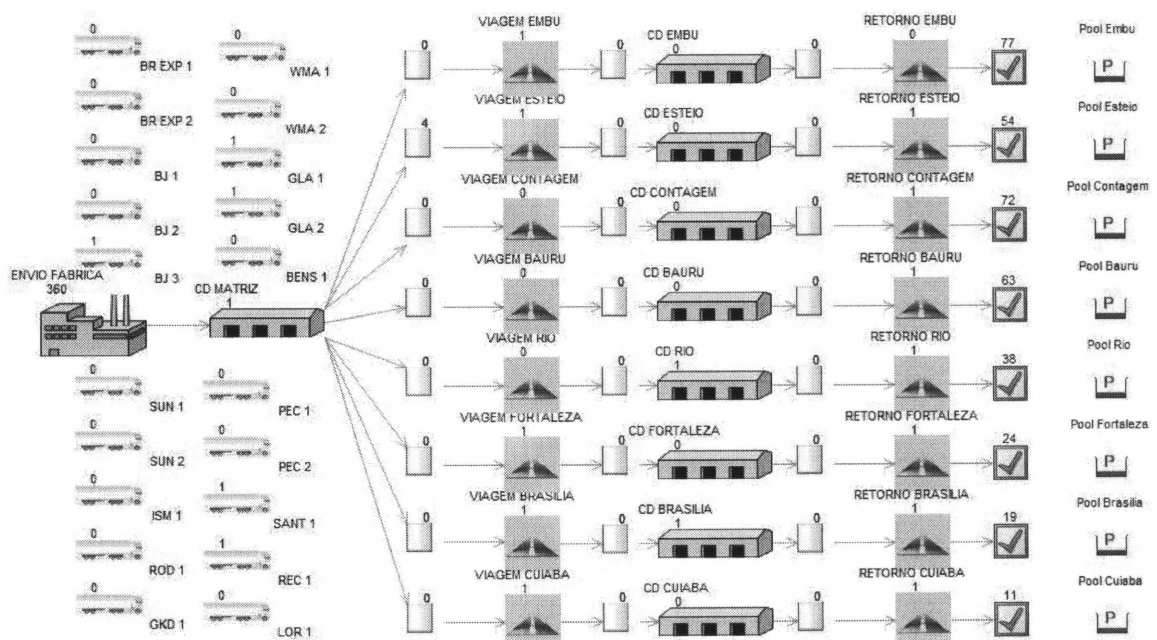 0
BR EXP 1
0
BR EXP 2
0
BJ 1
0
BJ 2
1
BJ 3
0
WMA 1
0
WMA 2
1
GLA 1
1
GLA 2
0
BENS 1
ENVIO FABRICA
360
CD MATRIZ
1
0
SUN 1
0
SUN 2
0
ISM 1
0
ROD 1
0
GKD 1
0
PEC 1
0
PEC 2
1
SANT 1
1
REC 1
0
LOR 1
0
VIAGEM EMBU
1
0
CD EMBU
0
0
RETORNO EMBU
0
77
Pool Embu
P
4
VIAGEM ESTEIO
1
0
CD ESTEIO
0
0
RETORNO ESTEIO
1
54
Pool Esteio
P
0
VIAGEM CONTAGEM
0
0
CD CONTAGEM
0
0
RETORNO CONTAGEM
1
72
Pool Contagem
P
0
VIAGEM BAURU
0
0
CD BAURU
0
0
RETORNO BAURU
1
63
Pool Bauru
P
0
VIAGEM RIO
0
0
CD RIO
1
0
RETORNO RIO
1
38
Pool Rio
P
0
VIAGEM FORTALEZA
1
0
CD FORTALEZA
0
0
RETORNO FORTALEZA
1
24
Pool Fortaleza
P
0
VIAGEM BRASILIA
1
0
CD BRASILIA
1
0
RETORNO BRASILIA
1
19
Pool Brasilia
P
0
VIAGEM CUIABA
1
0
CD CUIABA
0
0
RETORNO CUIABA
1
11
Pool Cuiaba
P